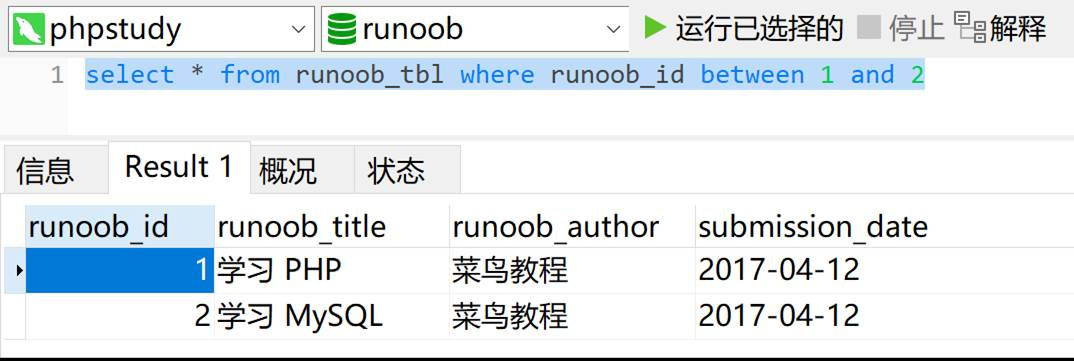 phpstudy runoob 运行已选择的 停止 解释
1 select * from runoob_tbl where runoob_id between 1 and 2
信息 Result 1 概况 状态
runoob_id runoob_title runoob_author submission_date
1 学习 PHP 菜鸟教程 2017-04-12
2 学习 MySQL 菜鸟教程 2017-04-12